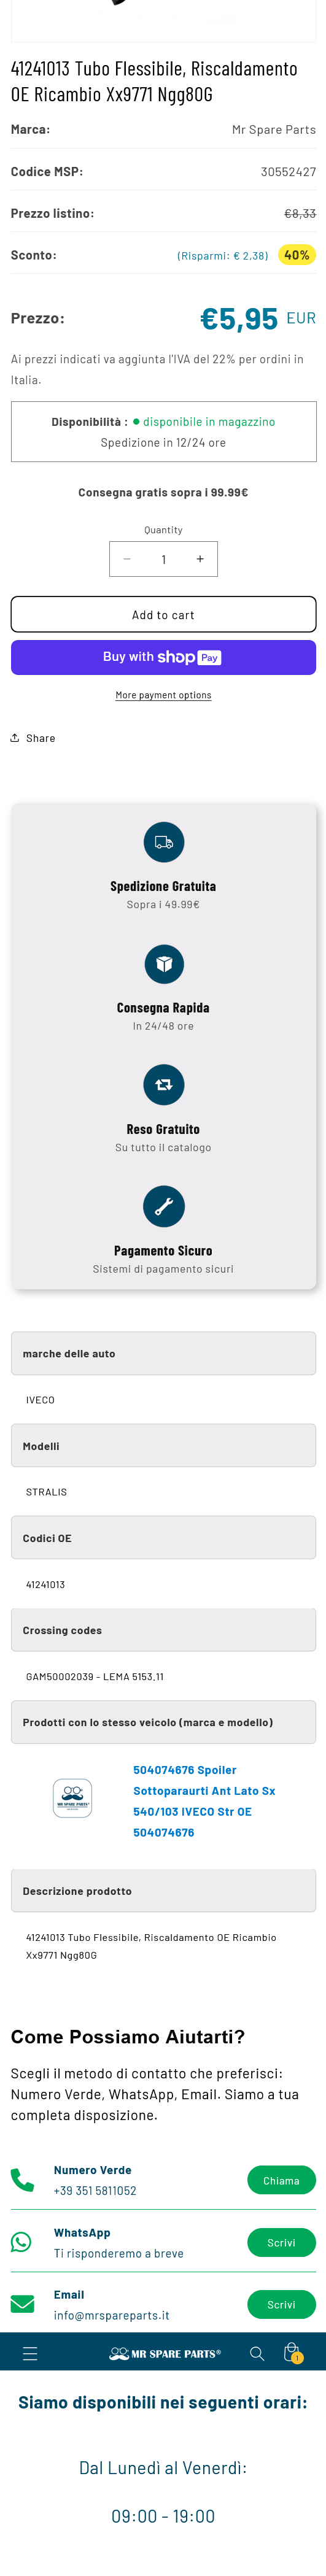 41241013 Tubo Flessibile, Riscaldamento
OE Ricambio Xx9771 Ngg80G
Marca: Mr Spare Parts
Codice MSP: 30552427
Prezzo listino: €8,33
Sconto: (Risparmi: € 2,38) 40%
Prezzo: €5,95 EUR
Ai prezzi indicati va aggiunta l'IVA del 22% per ordini in
Italia.
Disponibilità : disponibile in magazzino
Spedizione in 12/24 ore
Consegna gratis sopra i 99.99€
Quantity
− 1 +
Add to cart
Buy with shop Pay
More payment options
Share
Spedizione Gratuita
Sopra i 49.99€
Consegna Rapida
In 24/48 ore
Reso Gratuito
Su tutto il catalogo
Pagamento Sicuro
Sistemi di pagamento sicuri
marche delle auto
IVECO
Modelli
STRALIS
Codici OE
41241013
Crossing codes
GAM50002039 - LEMA 5153.11
Prodotti con lo stesso veicolo (marca e modello)
MR SPARE PARTS
504074676 Spoiler
Sottoparaurti Ant Lato Sx
540/103 IVECO Str OE
504074676
Descrizione prodotto
41241013 Tubo Flessibile, Riscaldamento OE Ricambio
Xx9771 Ngg80G
Come Possiamo Aiutarti?
Scegli il metodo di contatto che preferisci:
Numero Verde, WhatsApp, Email. Siamo a tua
completa disposizione.
Numero Verde
+39 351 5811052
Chiama
WhatsApp
Ti risponderemo a breve
Scrivi
Email
info@mrspareparts.it
Scrivi
MR SPARE PARTS®
1
Siamo disponibili nei seguenti orari:
Dal Lunedì al Venerdì:
09:00 - 19:00